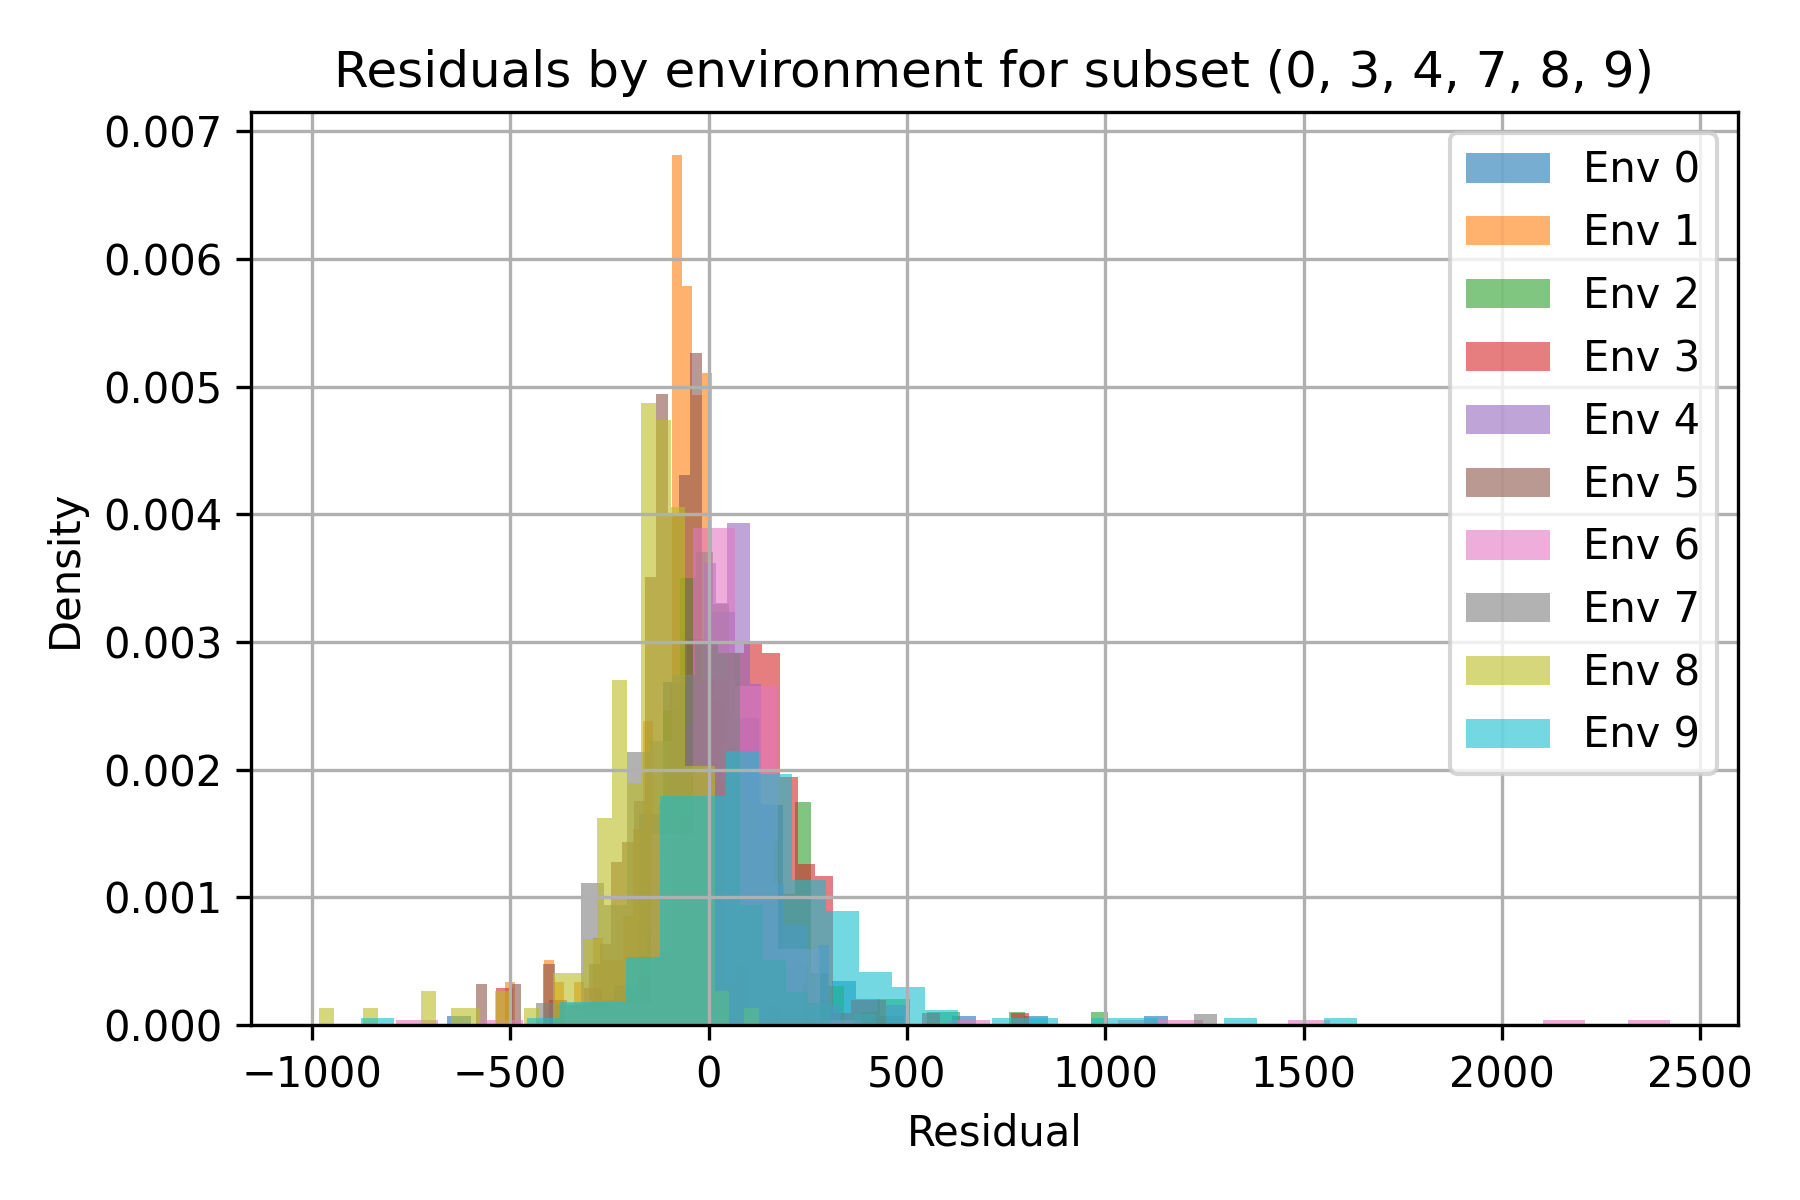 Residuals by environment for subset (0, 3, 4, 7, 8, 9)
0.007
0.006
0.005
0.004
0.003
0.002
0.001
0.000
Density
Env 0
Env 1
Env 2
Env 3
Env 4
Env 5
Env 6
Env 7
Env 8
Env 9
−1000 −500 0 500 1000 1500 2000 2500
Residual